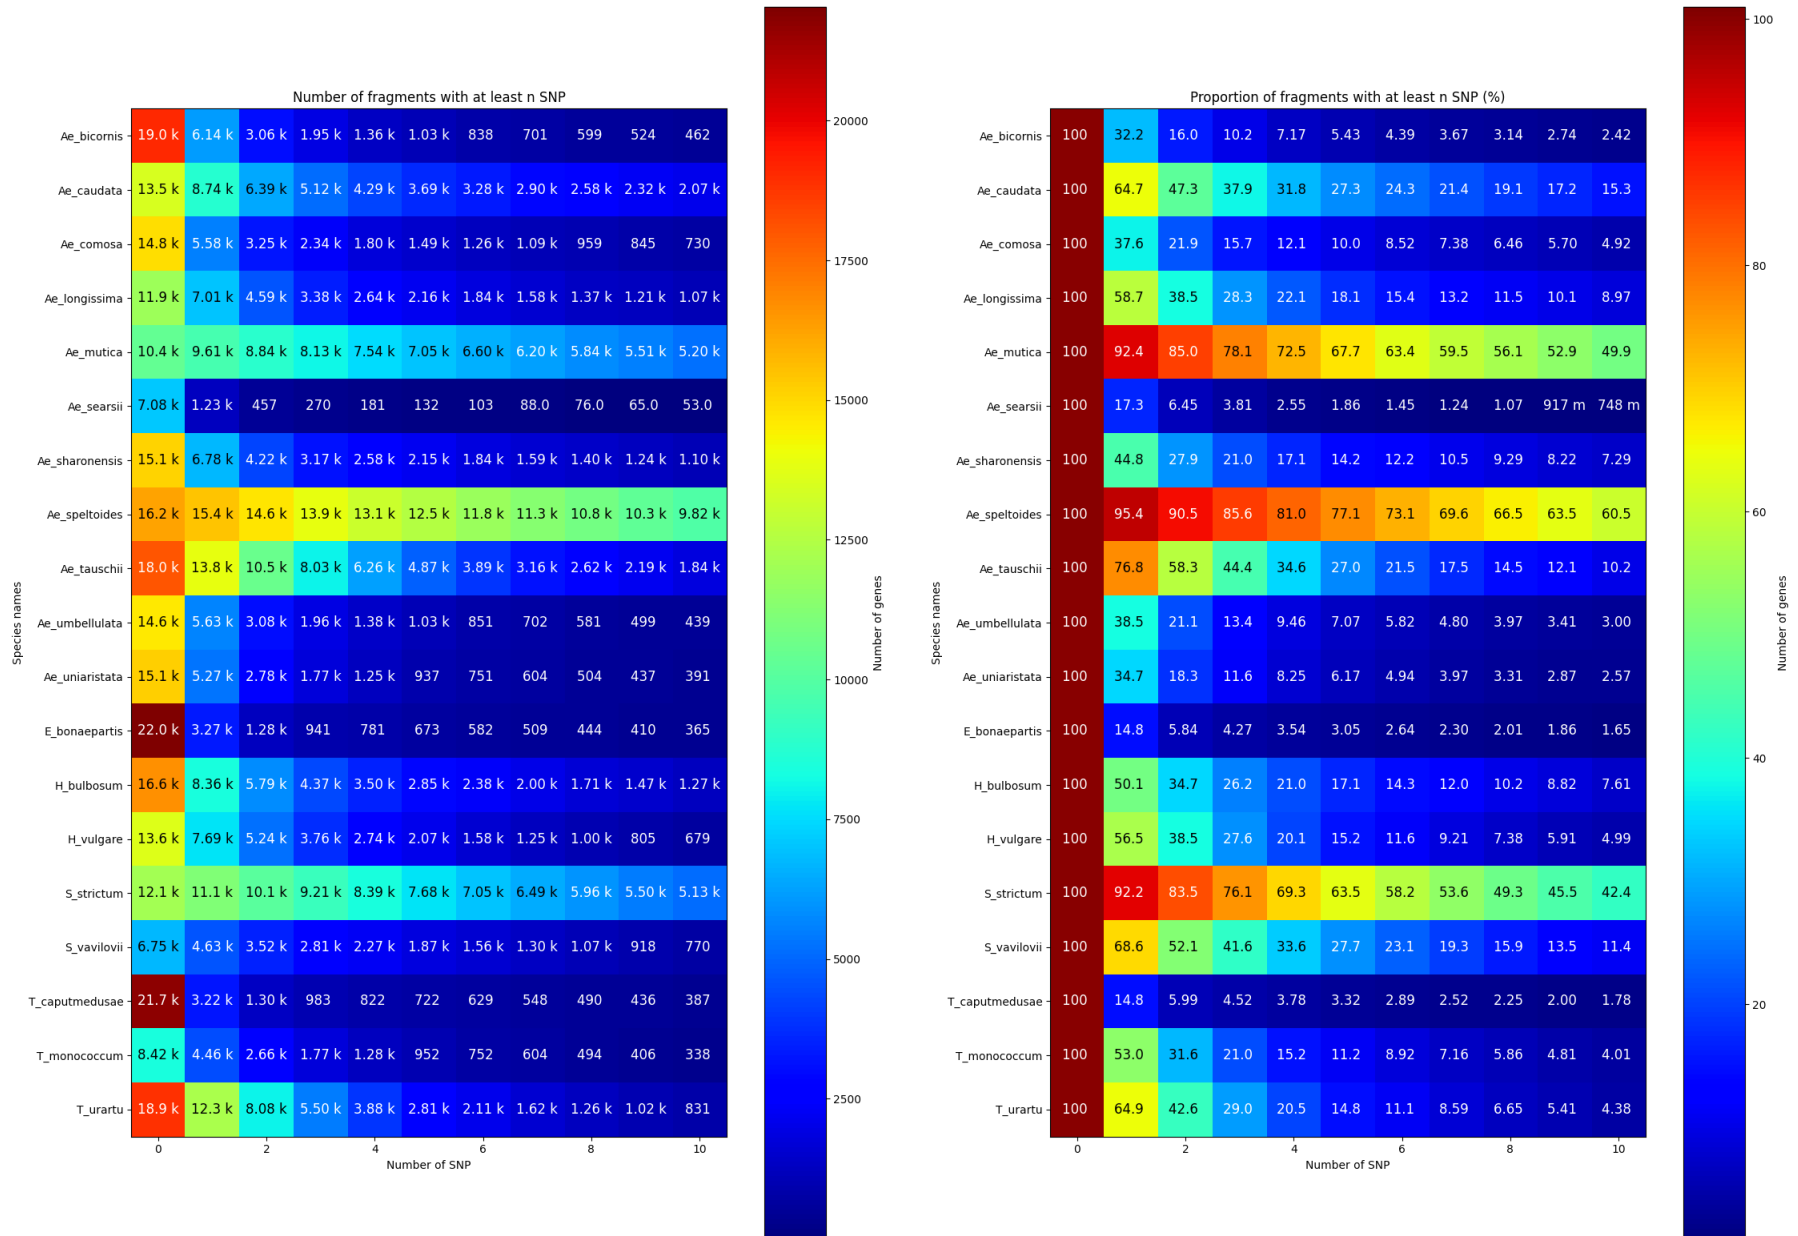 Number of fragments with at least n SNP
Ae_bicornis 19.0 k 6.14 k 3.06 k 1.95 k 1.36 k 1.03 k 838 701 599 524 462
Ae_caudata 13.5 k 8.74 k 6.39 k 5.12 k 4.29 k 3.69 k 3.28 k 2.90 k 2.58 k 2.32 k 2.07 k
Ae_comosa 14.8 k 5.58 k 3.25 k 2.34 k 1.80 k 1.49 k 1.26 k 1.09 k 959 845 730
Ae_longissima 11.9 k 7.01 k 4.59 k 3.38 k 2.64 k 2.16 k 1.84 k 1.58 k 1.37 k 1.21 k 1.07 k
Ae_mutica 10.4 k 9.61 k 8.84 k 8.13 k 7.54 k 7.05 k 6.60 k 6.20 k 5.84 k 5.51 k 5.20 k
Ae_searsii 7.08 k 1.23 k 457 270 181 132 103 88.0 76.0 65.0 53.0
Ae_sharonensis 15.1 k 6.78 k 4.22 k 3.17 k 2.58 k 2.15 k 1.84 k 1.59 k 1.40 k 1.24 k 1.10 k
Ae_speltoides 16.2 k 15.4 k 14.6 k 13.9 k 13.1 k 12.5 k 11.8 k 11.3 k 10.8 k 10.3 k 9.82 k
Ae_tauschii 18.0 k 13.8 k 10.5 k 8.03 k 6.26 k 4.87 k 3.89 k 3.16 k 2.62 k 2.19 k 1.84 k
Ae_umbellulata 14.6 k 5.63 k 3.08 k 1.96 k 1.38 k 1.03 k 851 702 581 499 439
Ae_uniaristata 15.1 k 5.27 k 2.78 k 1.77 k 1.25 k 937 751 604 504 437 391
E_bonaepartis 22.0 k 3.27 k 1.28 k 941 781 673 582 509 444 410 365
H_bulbosum 16.6 k 8.36 k 5.79 k 4.37 k 3.50 k 2.85 k 2.38 k 2.00 k 1.71 k 1.47 k 1.27 k
H_vulgare 13.6 k 7.69 k 5.24 k 3.76 k 2.74 k 2.07 k 1.58 k 1.25 k 1.00 k 805 679
S_strictum 12.1 k 11.1 k 10.1 k 9.21 k 8.39 k 7.68 k 7.05 k 6.49 k 5.96 k 5.50 k 5.13 k
S_vavilovii 6.75 k 4.63 k 3.52 k 2.81 k 2.27 k 1.87 k 1.56 k 1.30 k 1.07 k 918 770
T_caputmedusae 21.7 k 3.22 k 1.30 k 983 822 722 629 548 490 436 387
T_monococcum 8.42 k 4.46 k 2.66 k 1.77 k 1.28 k 952 752 604 494 406 338
T_urartu 18.9 k 12.3 k 8.08 k 5.50 k 3.88 k 2.81 k 2.11 k 1.62 k 1.26 k 1.02 k 831
0 2 4 6 8 10
Number of SNP
Species names
20000
17500
15000
12500
10000
7500
5000
2500
Number of genes
Proportion of fragments with at least n SNP (%)
Ae_bicornis 100 32.2 16.0 10.2 7.17 5.43 4.39 3.67 3.14 2.74 2.42
Ae_caudata 100 64.7 47.3 37.9 31.8 27.3 24.3 21.4 19.1 17.2 15.3
Ae_comosa 100 37.6 21.9 15.7 12.1 10.0 8.52 7.38 6.46 5.70 4.92
Ae_longissima 100 58.7 38.5 28.3 22.1 18.1 15.4 13.2 11.5 10.1 8.97
Ae_mutica 100 92.4 85.0 78.1 72.5 67.7 63.4 59.5 56.1 52.9 49.9
Ae_searsii 100 17.3 6.45 3.81 2.55 1.86 1.45 1.24 1.07 917 m 748 m
Ae_sharonensis 100 44.8 27.9 21.0 17.1 14.2 12.2 10.5 9.29 8.22 7.29
Ae_speltoides 100 95.4 90.5 85.6 81.0 77.1 73.1 69.6 66.5 63.5 60.5
Ae_tauschii 100 76.8 58.3 44.4 34.6 27.0 21.5 17.5 14.5 12.1 10.2
Ae_umbellulata 100 38.5 21.1 13.4 9.46 7.07 5.82 4.80 3.97 3.41 3.00
Ae_uniaristata 100 34.7 18.3 11.6 8.25 6.17 4.94 3.97 3.31 2.87 2.57
E_bonaepartis 100 14.8 5.84 4.27 3.54 3.05 2.64 2.30 2.01 1.86 1.65
H_bulbosum 100 50.1 34.7 26.2 21.0 17.1 14.3 12.0 10.2 8.82 7.61
H_vulgare 100 56.5 38.5 27.6 20.1 15.2 11.6 9.21 7.38 5.91 4.99
S_strictum 100 92.2 83.5 76.1 69.3 63.5 58.2 53.6 49.3 45.5 42.4
S_vavilovii 100 68.6 52.1 41.6 33.6 27.7 23.1 19.3 15.9 13.5 11.4
T_caputmedusae 100 14.8 5.99 4.52 3.78 3.32 2.89 2.52 2.25 2.00 1.78
T_monococcum 100 53.0 31.6 21.0 15.2 11.2 8.92 7.16 5.86 4.81 4.01
T_urartu 100 64.9 42.6 29.0 20.5 14.8 11.1 8.59 6.65 5.41 4.38
0 2 4 6 8 10
Number of SNP
Species names
100
80
60
40
20
Number of genes